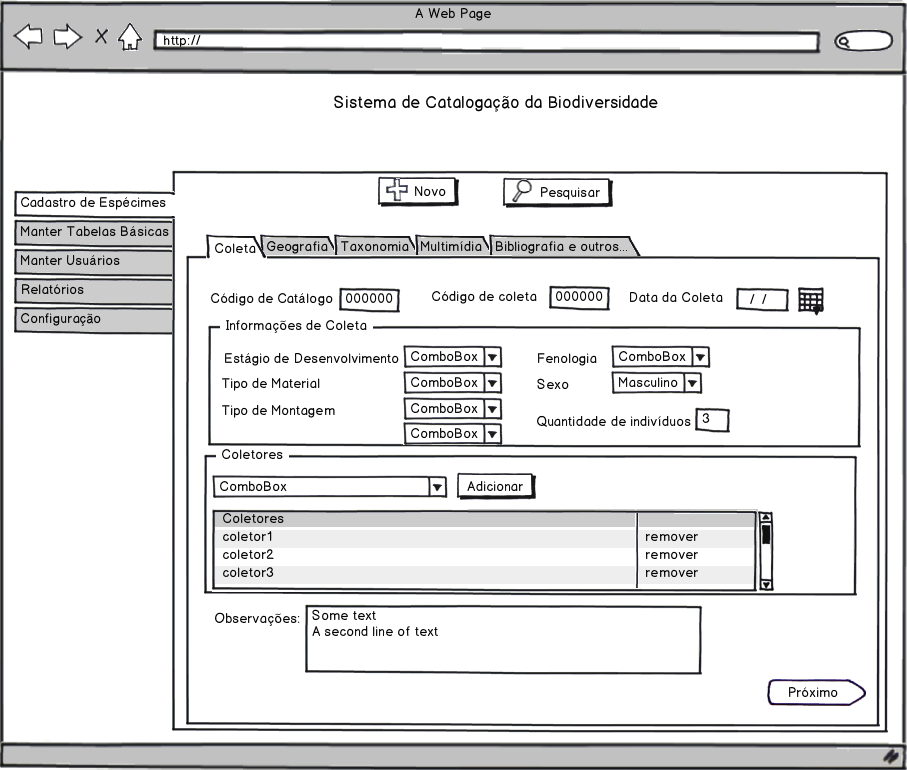 A Web Page
http://
Sistema de Catalogação da Biodiversidade
Novo Pesquisar
Cadastro de Espécimes
Manter Tabelas Básicas
Manter Usuários
Relatórios
Configuração
Coleta Geografia Taxonomia Multimídia Bibliografia e outros...
Código de Catálogo 000000 Código de coleta 000000 Data da Coleta / /
Informações de Coleta
Estágio de Desenvolvimento ComboBox Fenologia ComboBox
Tipo de Material ComboBox Sexo Masculino
Tipo de Montagem ComboBox
Quantidade de indivíduos 3
ComboBox
Coletores
ComboBox Adicionar
Coletores
coletor1 remover
coletor2 remover
coletor3 remover
Observações: Some text
A second line of text
Próximo